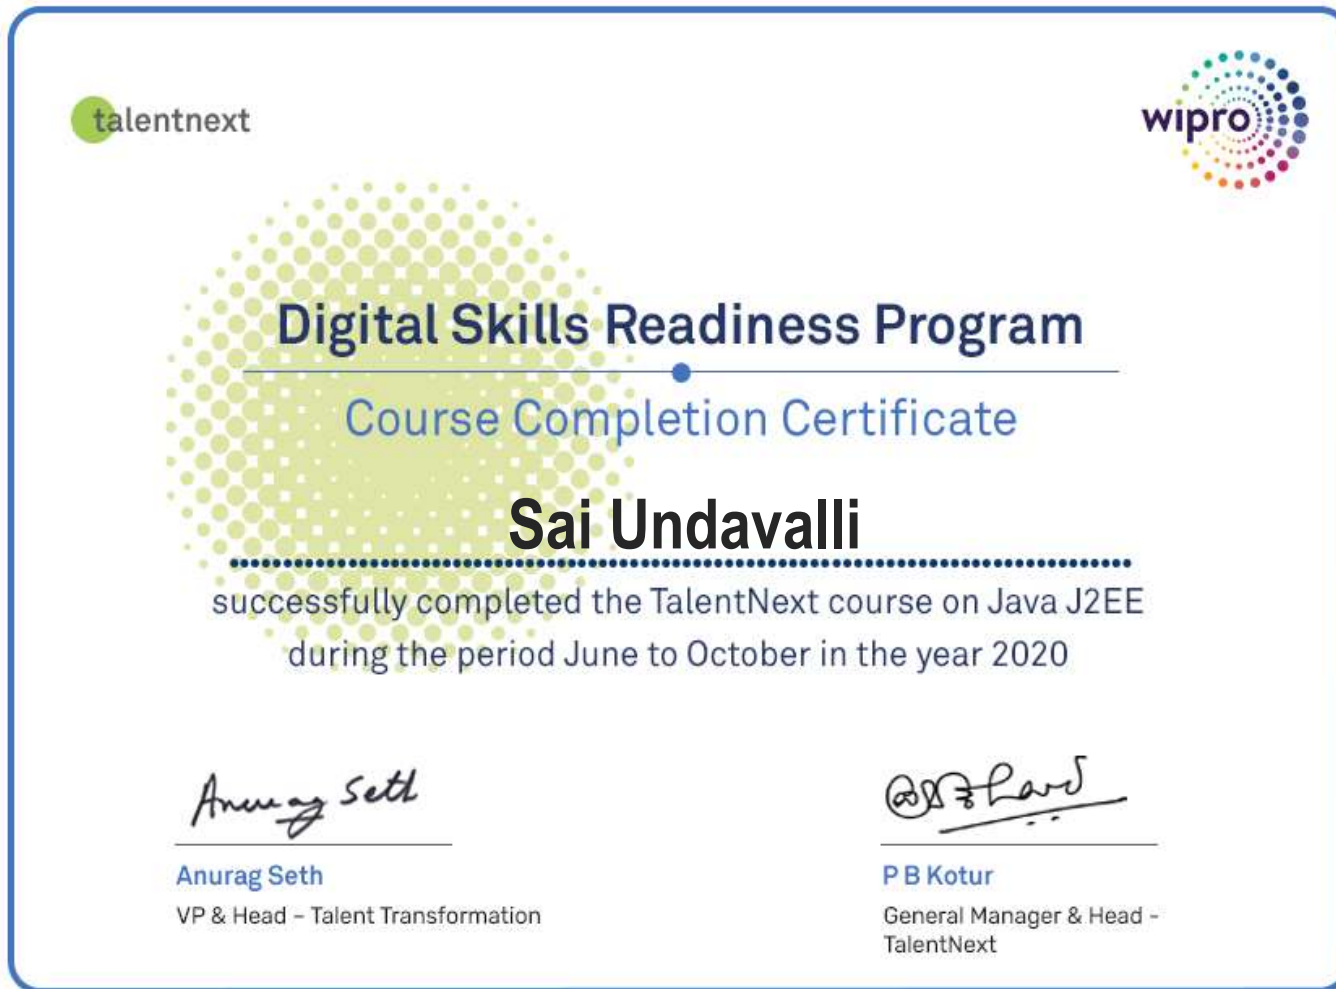 talentnext
wipro
Digital Skills Readiness Program
Course Completion Certificate
Sai Undavalli
successfully completed the TalentNext course on Java J2EE
during the period June to October in the year 2020
Anurag Seth
Anurag Seth
VP & Head – Talent Transformation
P B Kotur
General Manager & Head -
TalentNext